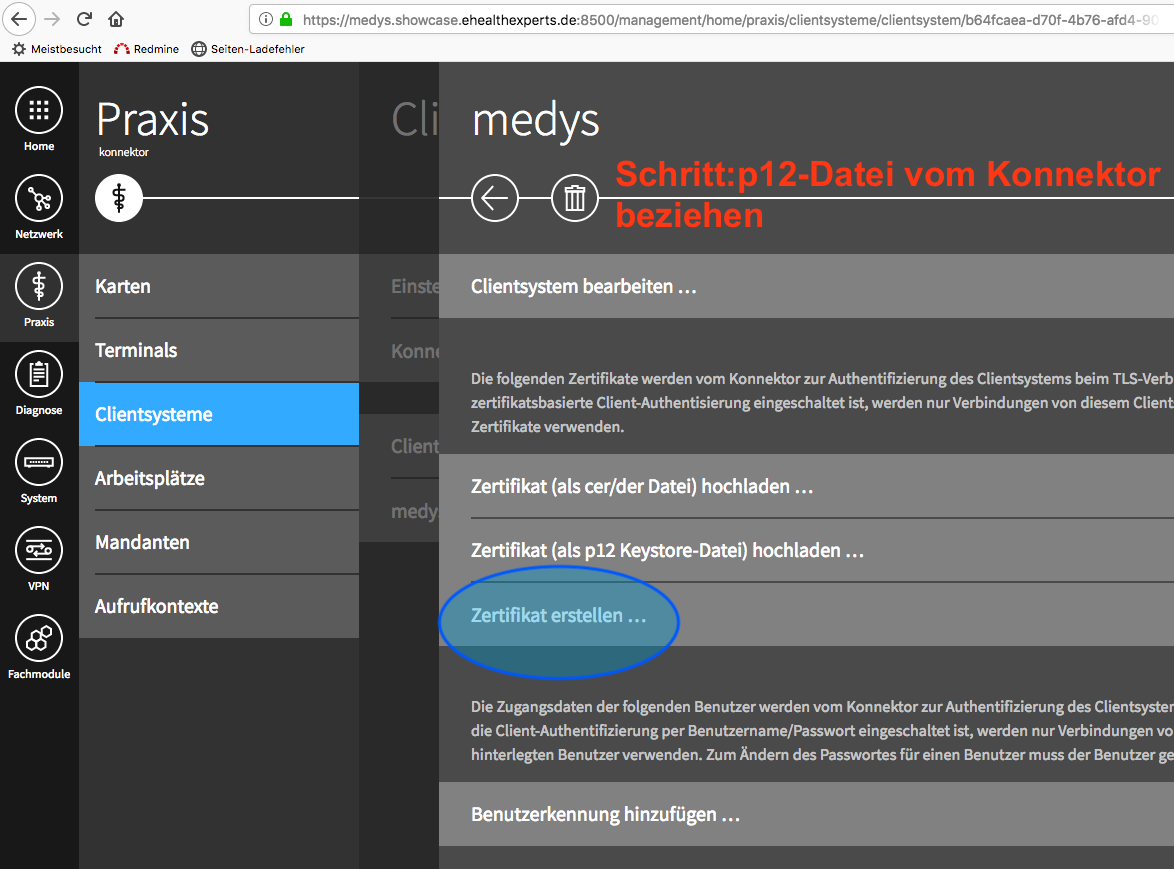 https://medys.showcase.ehealthexperts.de:8500/management/home/praxis/clientsysteme/clientsystem/b64fcaea-d70f-4b76-afd4-90
Meistbesucht Redmine Seiten-Ladefehler
Home
Netzwerk
Praxis
Diagnose
System
VPN
Fachmodule
Praxis
konnektor
Karten
Terminals
Clientsysteme
Arbeitsplätze
Mandanten
Aufrufkontexte
Cli
Einste
Konne
Client
medy
medys
Schritt:p12-Datei vom Konnektor
beziehen
Clientsystem bearbeiten ...
Die folgenden Zertifikate werden vom Konnektor zur Authentifizierung des Clientsystems beim TLS-Verb
zertifikatsbasierte Client-Authentisierung eingeschaltet ist, werden nur Verbindungen von diesem Client
Zertifikate verwenden.
Zertifikat (als cer/der Datei) hochladen ...
Zertifikat (als p12 Keystore-Datei) hochladen ...
Zertifikat erstellen ...
Die Zugangsdaten der folgenden Benutzer werden vom Konnektor zur Authentifizierung des Clientsyster
die Client-Authentifizierung per Benutzername/Passwort eingeschaltet ist, werden nur Verbindungen vo
hinterlegten Benutzer verwenden. Zum Ändern des Passwortes für einen Benutzer muss der Benutzer ge
Benutzerkennung hinzufügen ...